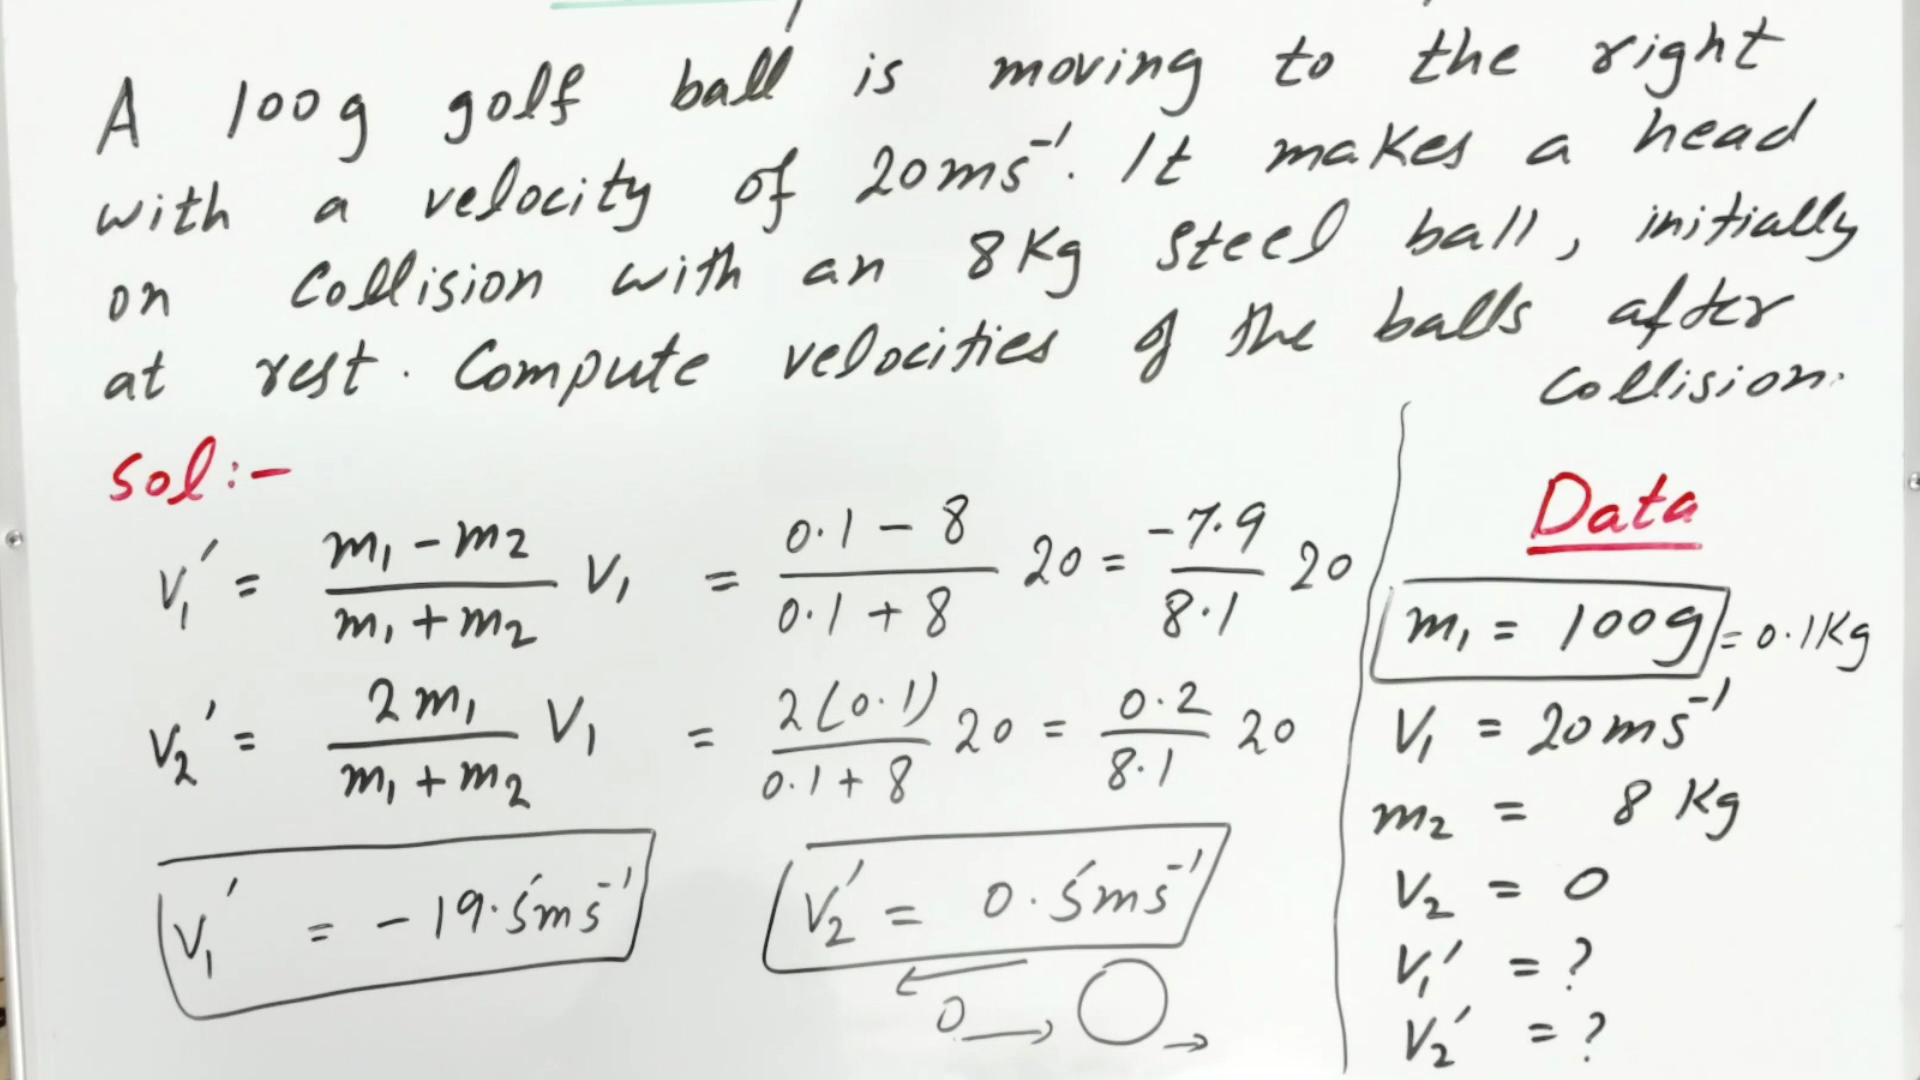 A 100g golf ball is moving to the right
with a velocity of 20ms⁻¹. It makes a head
on Collision with an 8Kg steel ball, initially
at rest. Compute velocities of the balls after
collision.
Sol:-
V₁′ = (m₁ - m₂)/(m₁ + m₂) V₁ = (0.1 - 8)/(0.1 + 8) 20 = -7.9/8.1 20
V₂′ = 2m₁/(m₁ + m₂) V₁ = 2(0.1)/(0.1 + 8) 20 = 0.2/8.1 20
V₁′ = -19.5ms⁻¹
V₂′ = 0.5ms⁻¹
Data
m₁ = 100g = 0.1Kg
V₁ = 20ms⁻¹
m₂ = 8 Kg
V₂ = 0
V₁′ = ?
V₂′ = ?